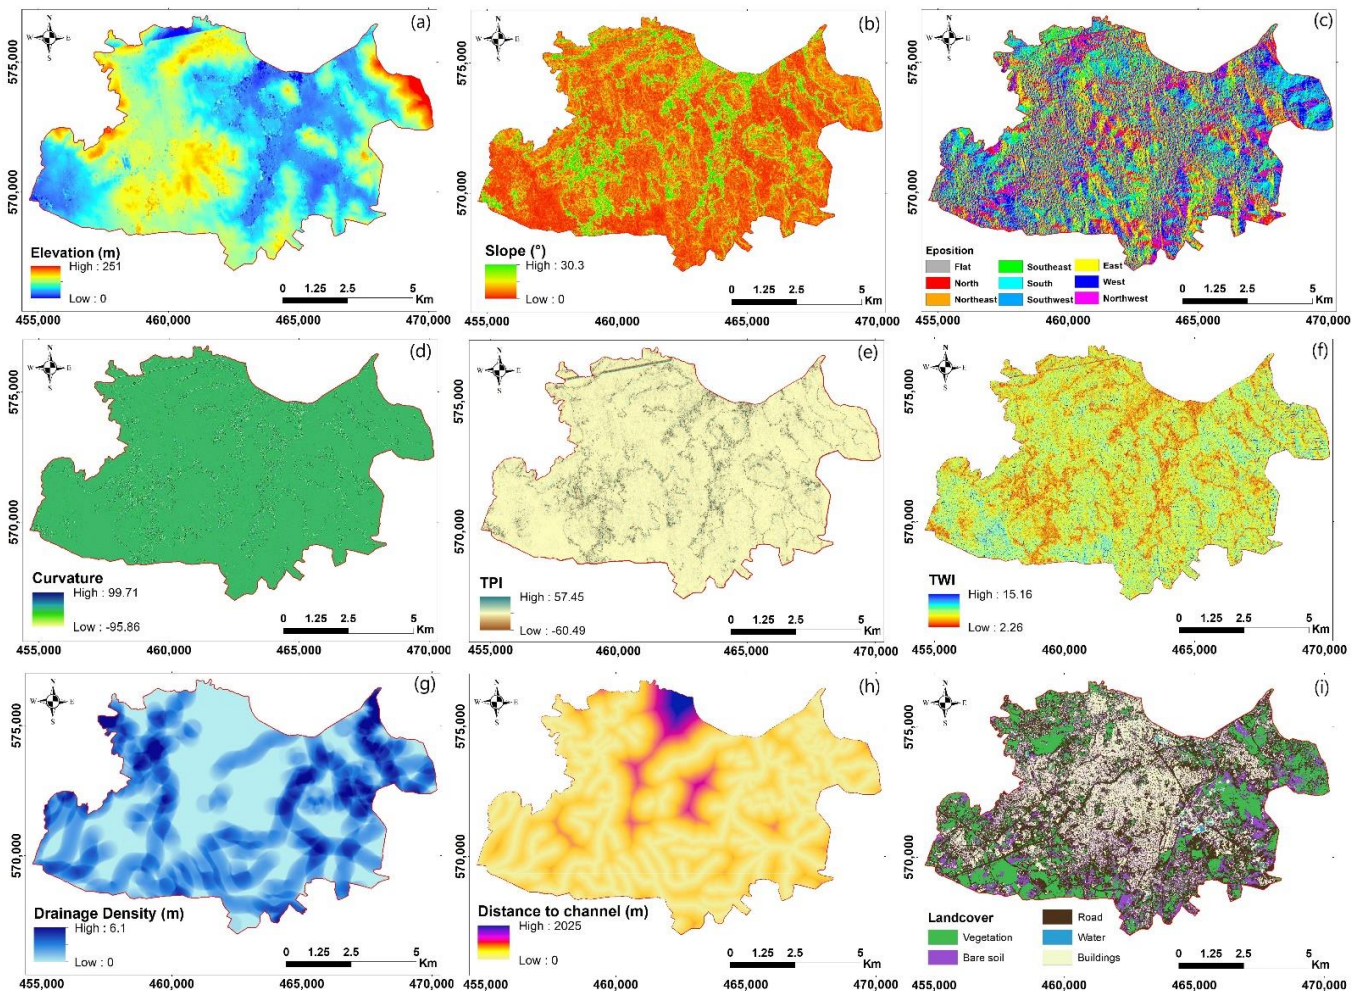 (a)
N
W E
S
575,000
570,000
Elevation (m)
High : 251
Low : 0
0 1.25 2.5 5
Km
455,000 460,000 465,000 470,000
(b)
N
W E
S
575,000
570,000
Slope (°)
High : 30.3
Low : 0
0 1.25 2.5 5
Km
455,000 460,000 465,000 470,000
(c)
N
W E
S
575,000
570,000
Eposition
Flat Southeast East
North South West
Northeast Southwest Northwest
0 1.25 2.5 5
Km
455,000 460,000 465,000 470,000
(d)
N
W E
S
575,000
570,000
Curvature
High : 99.71
Low : -95.86
0 1.25 2.5 5
Km
455,000 460,000 465,000 470,000
(e)
N
W E
S
575,000
570,000
TPI
High : 57.45
Low : -60.49
0 1.25 2.5 5
Km
455,000 460,000 465,000 470,000
(f)
N
W E
S
575,000
570,000
TWI
High : 15.16
Low : 2.26
0 1.25 2.5 5
Km
455,000 460,000 465,000 470,000
(g)
N
W E
S
575,000
570,000
Drainage Density (m)
High : 6.1
Low : 0
0 1.25 2.5 5
Km
455,000 460,000 465,000 470,000
(h)
N
W E
S
575,000
570,000
Distance to channel (m)
High : 2025
Low : 0
0 1.25 2.5 5
Km
455,000 460,000 465,000 470,000
(i)
N
W E
S
575,000
570,000
Landcover
Road
Vegetation Water
Bare soil Buildings
0 1.25 2.5 5
Km
455,000 460,000 465,000 470,000